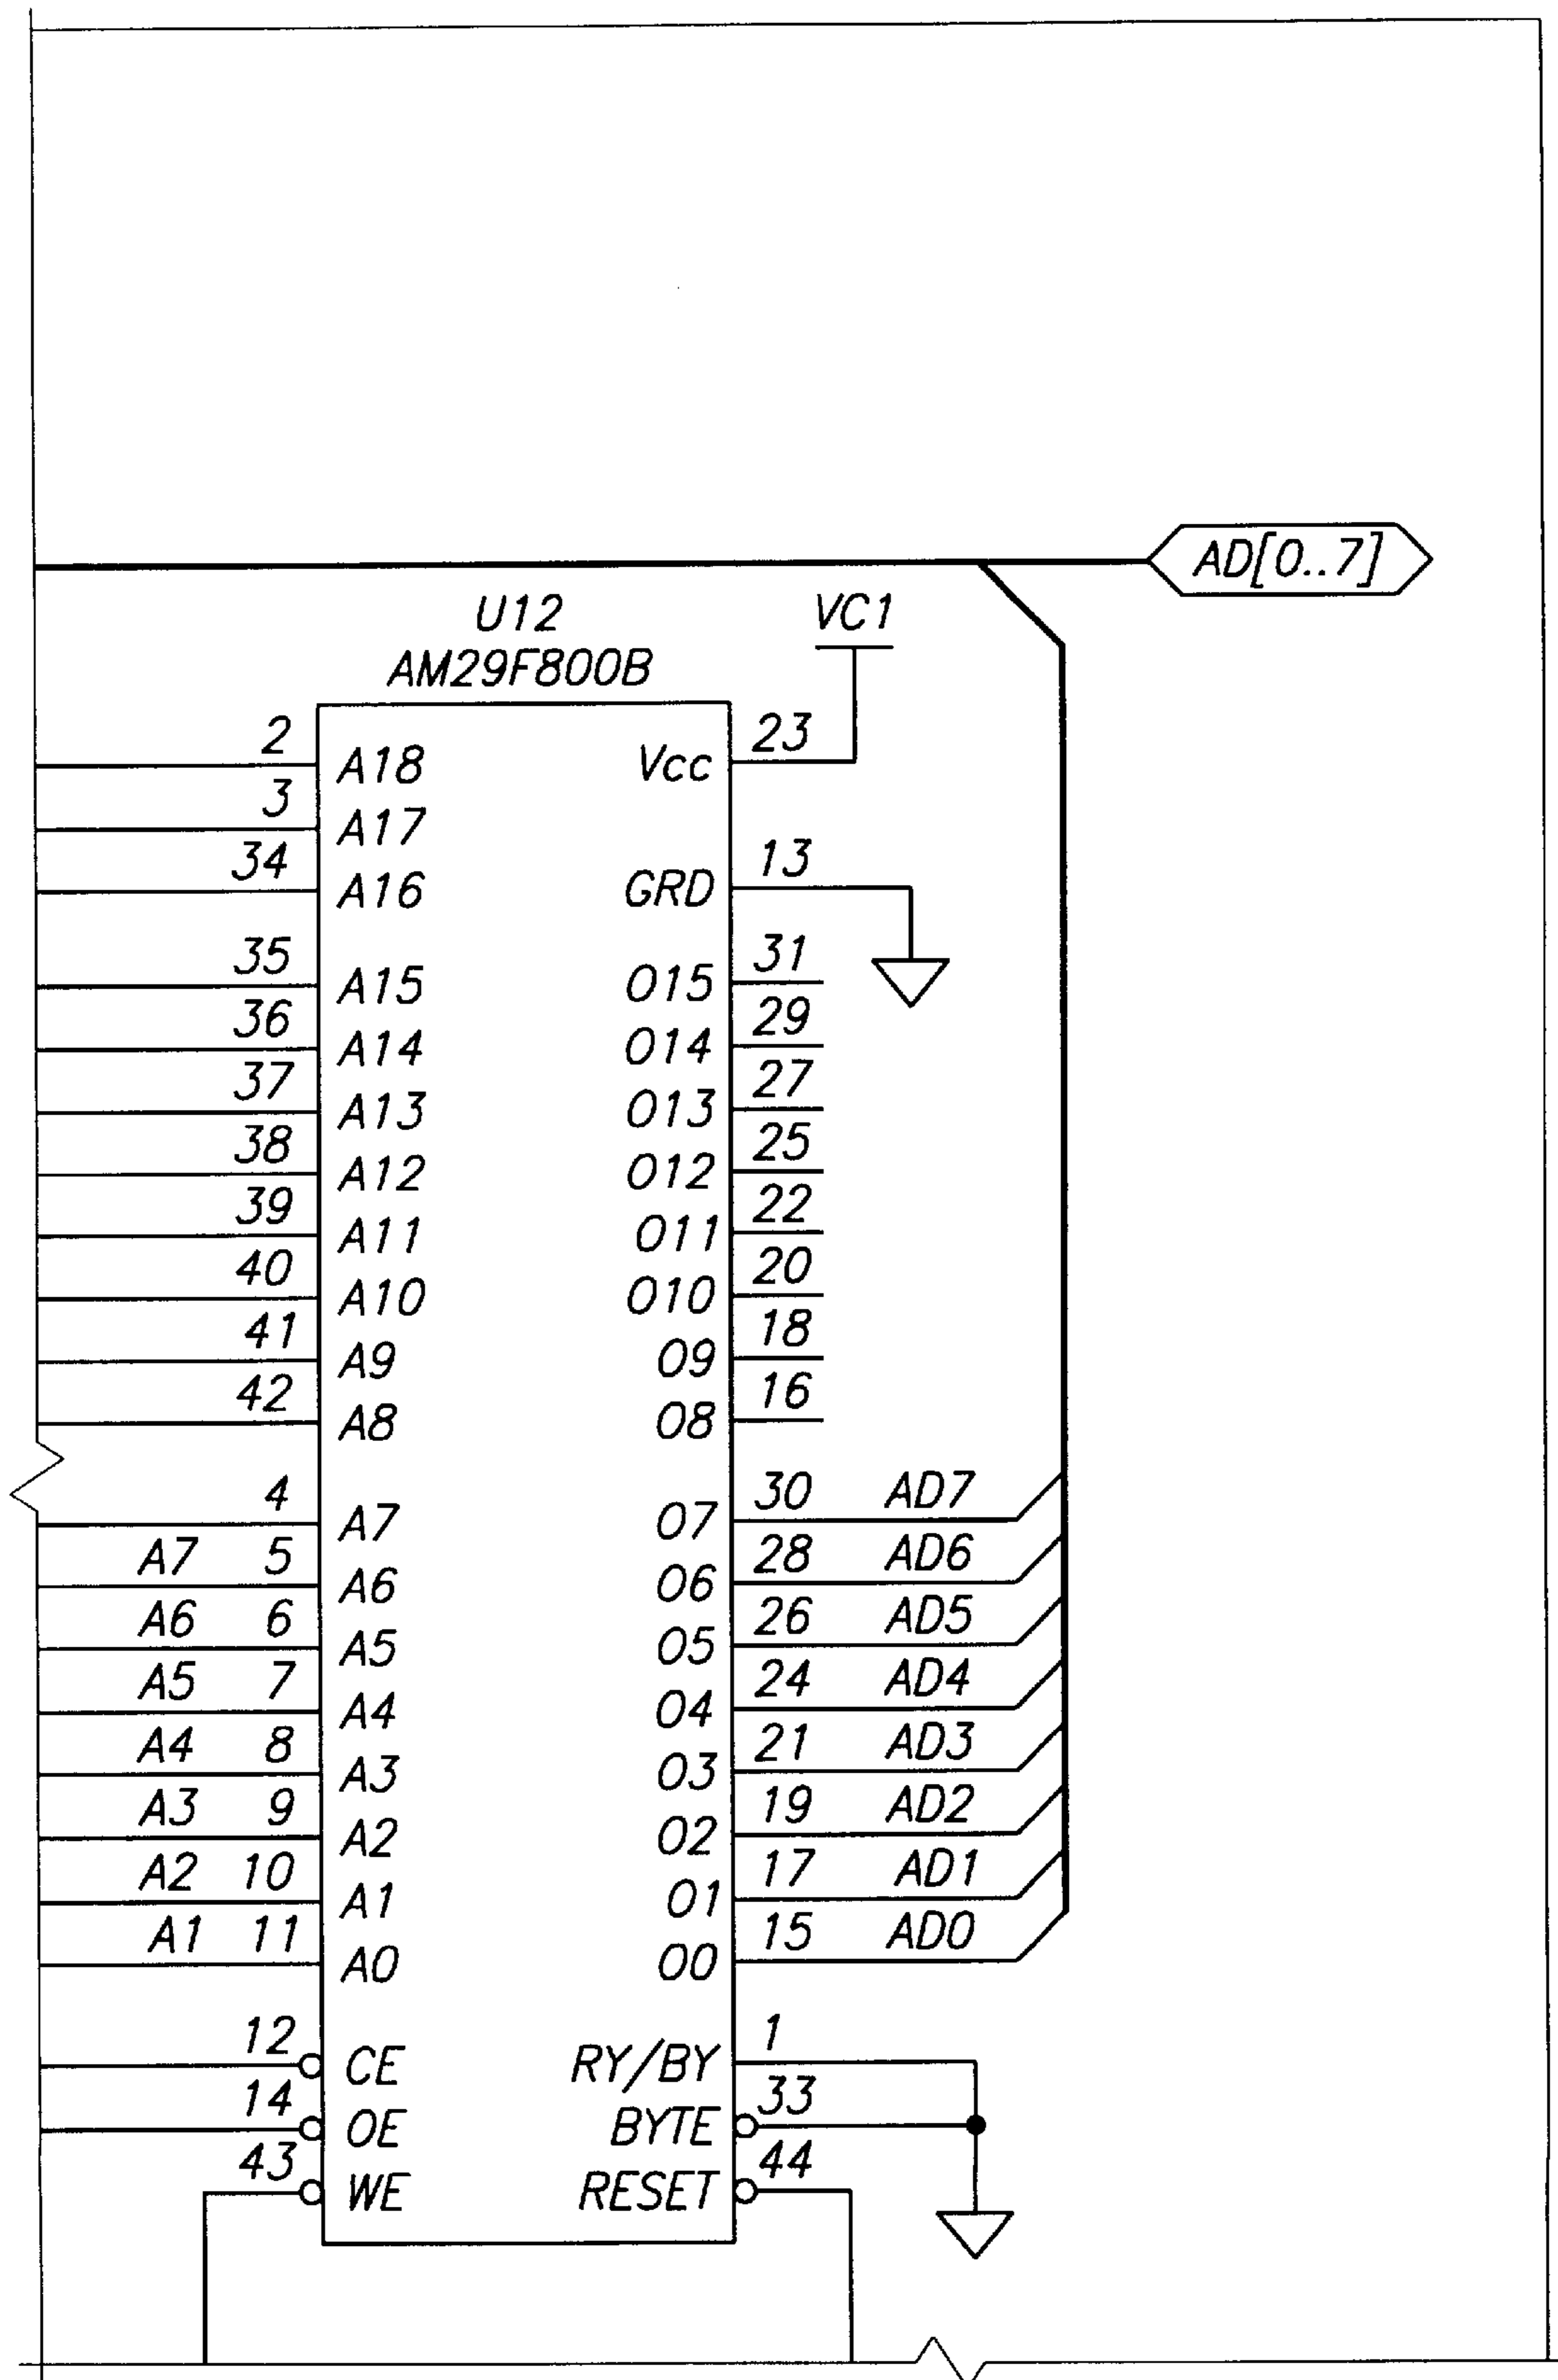 AD[0..7]
U12
VC1
AM29F800B
2 A18 Vcc 23
3 A17
34 A16 GRD 13
35 A15 O15 31
36 A14 O14 29
37 A13 O13 27
38 A12 O12 25
39 A11 O11 22
40 A10 O10 20
41 A9 O9 18
42 A8 O8 16
4 A7 O7 30 AD7
A7 5 A6 O6 28 AD6
A6 6 A5 O5 26 AD5
A5 7 A4 O4 24 AD4
A4 8 A3 O3 21 AD3
A3 9 A2 O2 19 AD2
A2 10 A1 O1 17 AD1
A1 11 A0 O0 15 AD0
12 CE RY/BY 1
14 OE BYTE 33
43 WE RESET 44